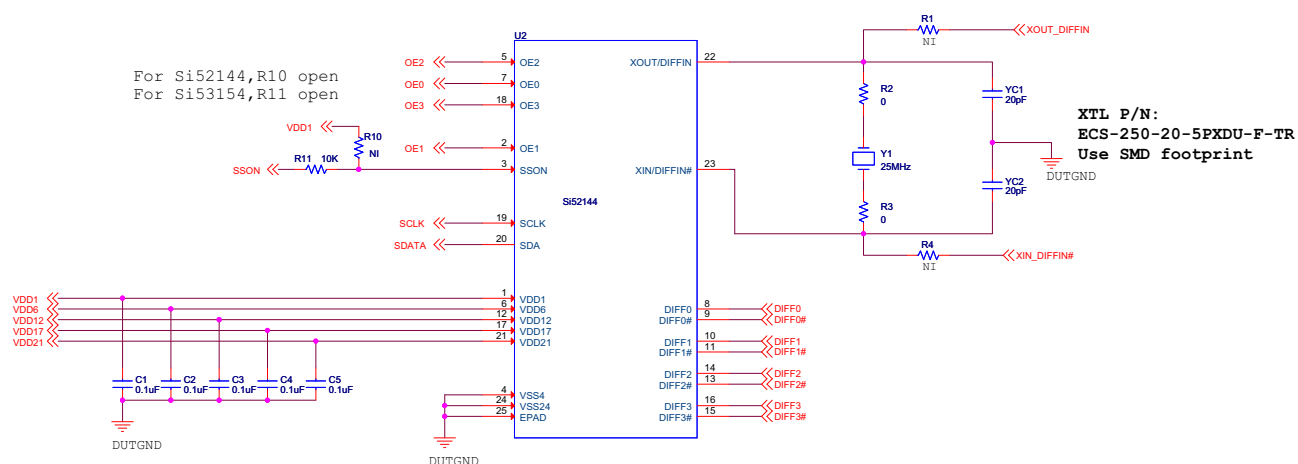 For Si52144,R10 open
For Si53154,R11 open
VDD1
R10
NI
R11 10K
SSON
OE2
OE0
OE3
OE1
SCLK
SDATA
VDD1
VDD6
VDD12
VDD17
VDD21
C1
0.1uF
C2
0.1uF
C3
0.1uF
C4
0.1uF
C5
0.1uF
DUTGND
DUTGND
U2
5 OE2
7 OE0
18 OE3
2 OE1
3 SSON
Si52144
19 SCLK
20 SDA
1 VDD1
6 VDD6
12 VDD12
17 VDD17
21 VDD21
4 VSS4
24 VSS24
25 EPAD
XOUT/DIFFIN 22
XIN/DIFFIN# 23
DIFF0 8 DIFF0
DIFF0# 9 DIFF0#
DIFF1 10 DIFF1
DIFF1# 11 DIFF1#
DIFF2 14 DIFF2
DIFF2# 13 DIFF2#
DIFF3 16 DIFF3
DIFF3# 15 DIFF3#
R1
NI
XOUT_DIFFIN
R2
0
Y1
25MHz
R3
0
R4
NI
XIN_DIFFIN#
YC1
20pF
YC2
20pF
DUTGND
XTL P/N:
ECS-250-20-5PXDU-F-TR
Use SMD footprint